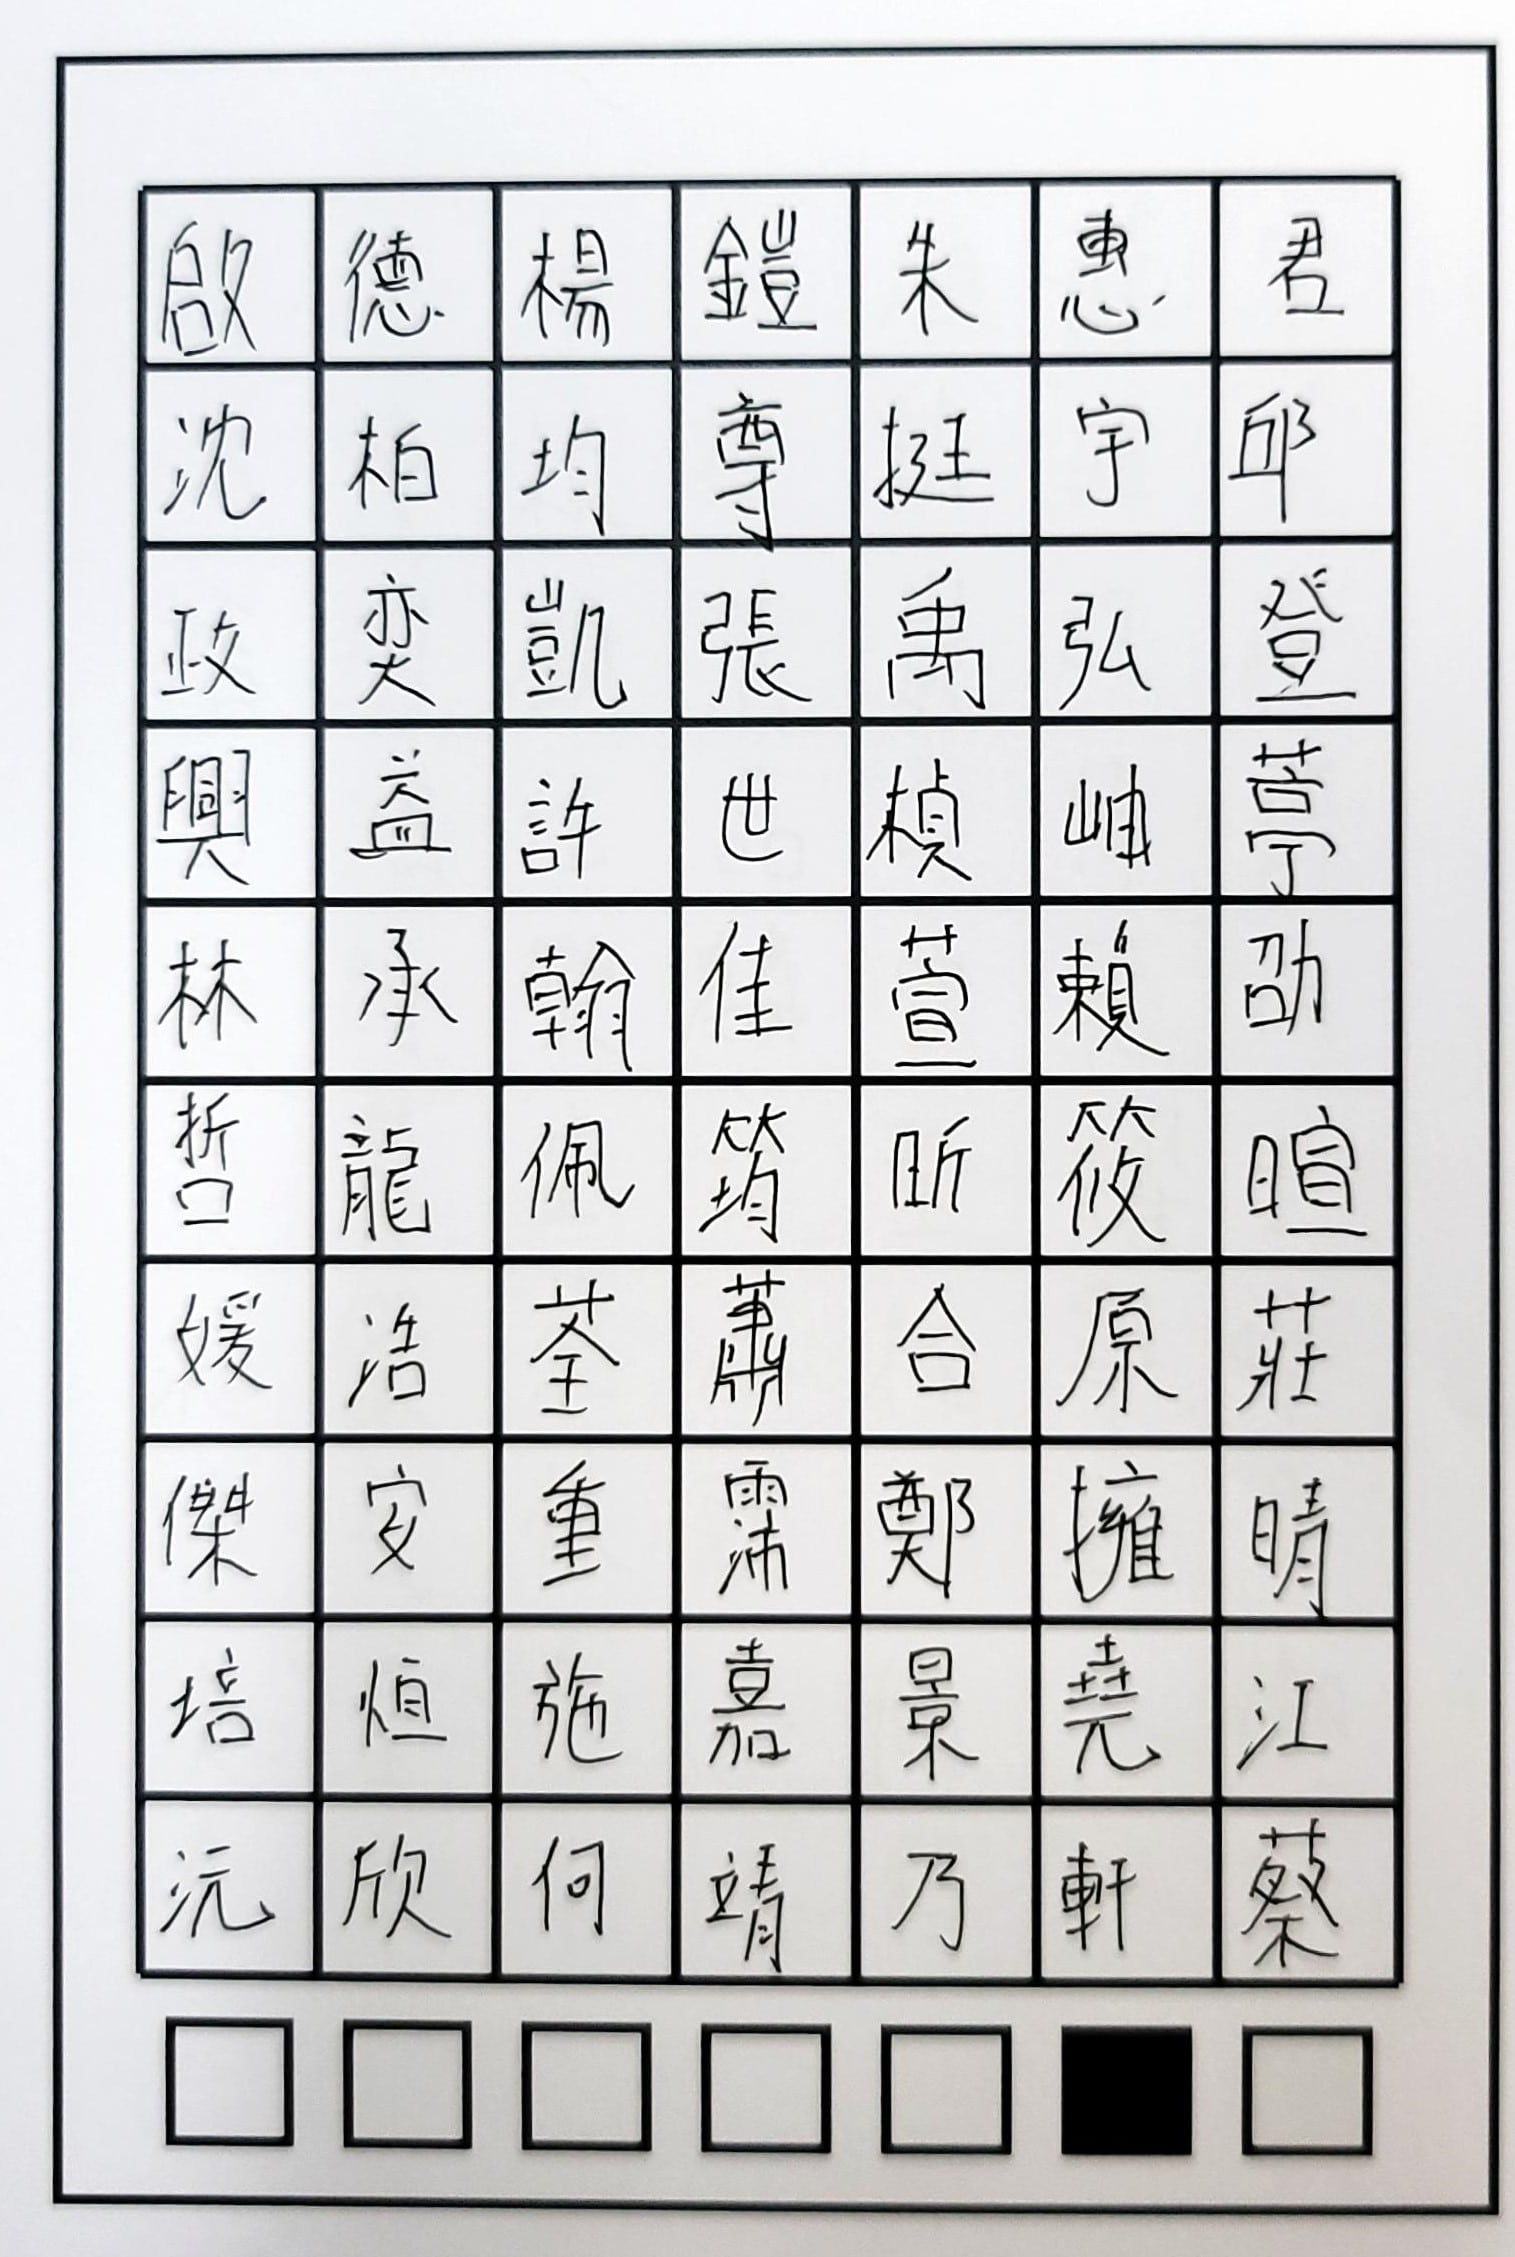 啟德楊鎧朱惠君
沈柏均尊挺宇邱
政奕凱張禹弘登
興益許世楨岫葶
林承翰佳萱賴劭
哲龍佩筠昕筱暄
媛浩荃蕭合原莊
傑安重霈鄭擁晴
培烜施嘉景堯江
沅欣何靖乃軒蔡